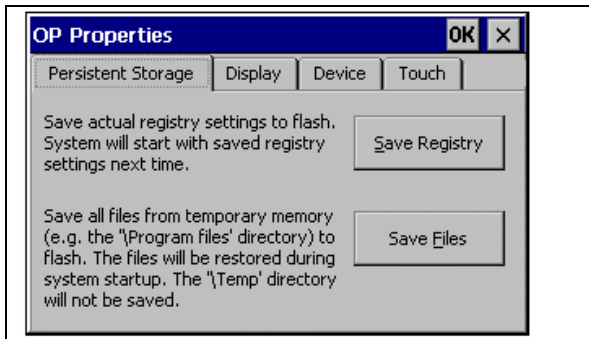 OP Properties OK ×
Persistent Storage Display Device Touch
Save actual registry settings to flash.
System will start with saved registry
settings next time.
Save Registry
Save all files from temporary memory
(e.g. the '\Program files' directory) to
flash. The files will be restored during
system startup. The '\Temp' directory
will not be saved.
Save Files